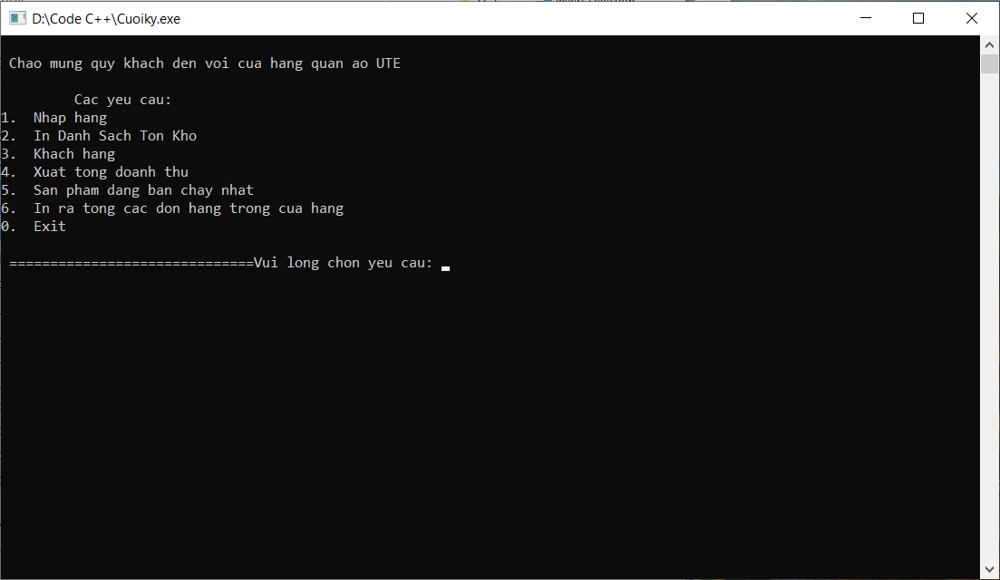 D:\Code C++\Cuoiky.exe
Chao mung quy khach den voi cua hang quan ao UTE
Cac yeu cau:
1. Nhap hang
2. In Danh Sach Ton Kho
3. Khach hang
4. Xuat tong doanh thu
5. San pham dang ban chay nhat
6. In ra tong cac don hang trong cua hang
0. Exit
==============================Vui long chon yeu cau: